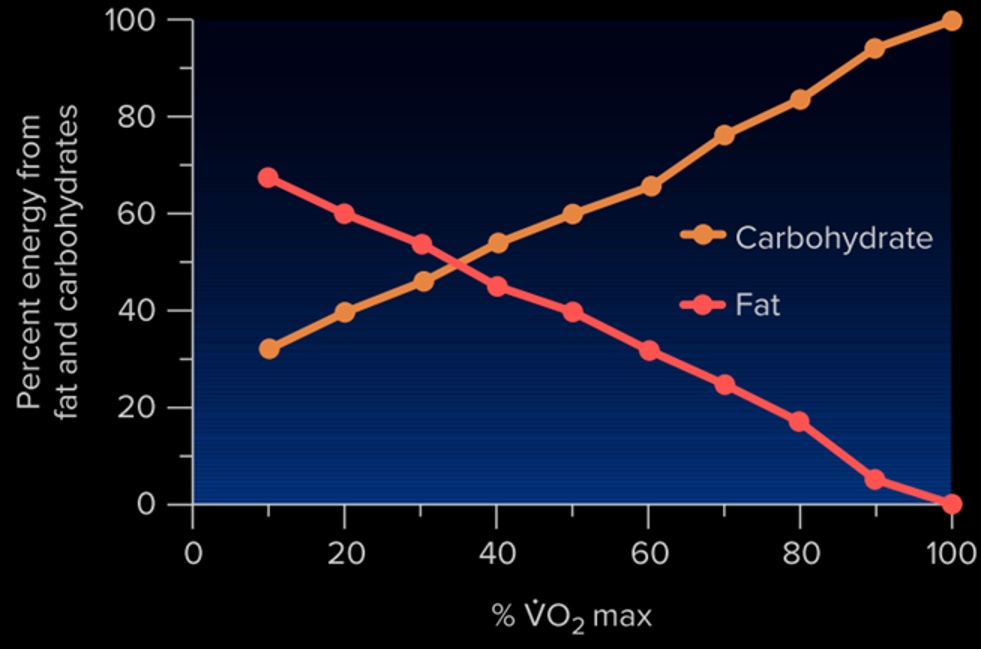 Percent energy from
fat and carbohydrates
100
80
60
40
20
0
Carbohydrate
Fat
0 20 40 60 80 100
% V̇O₂ max